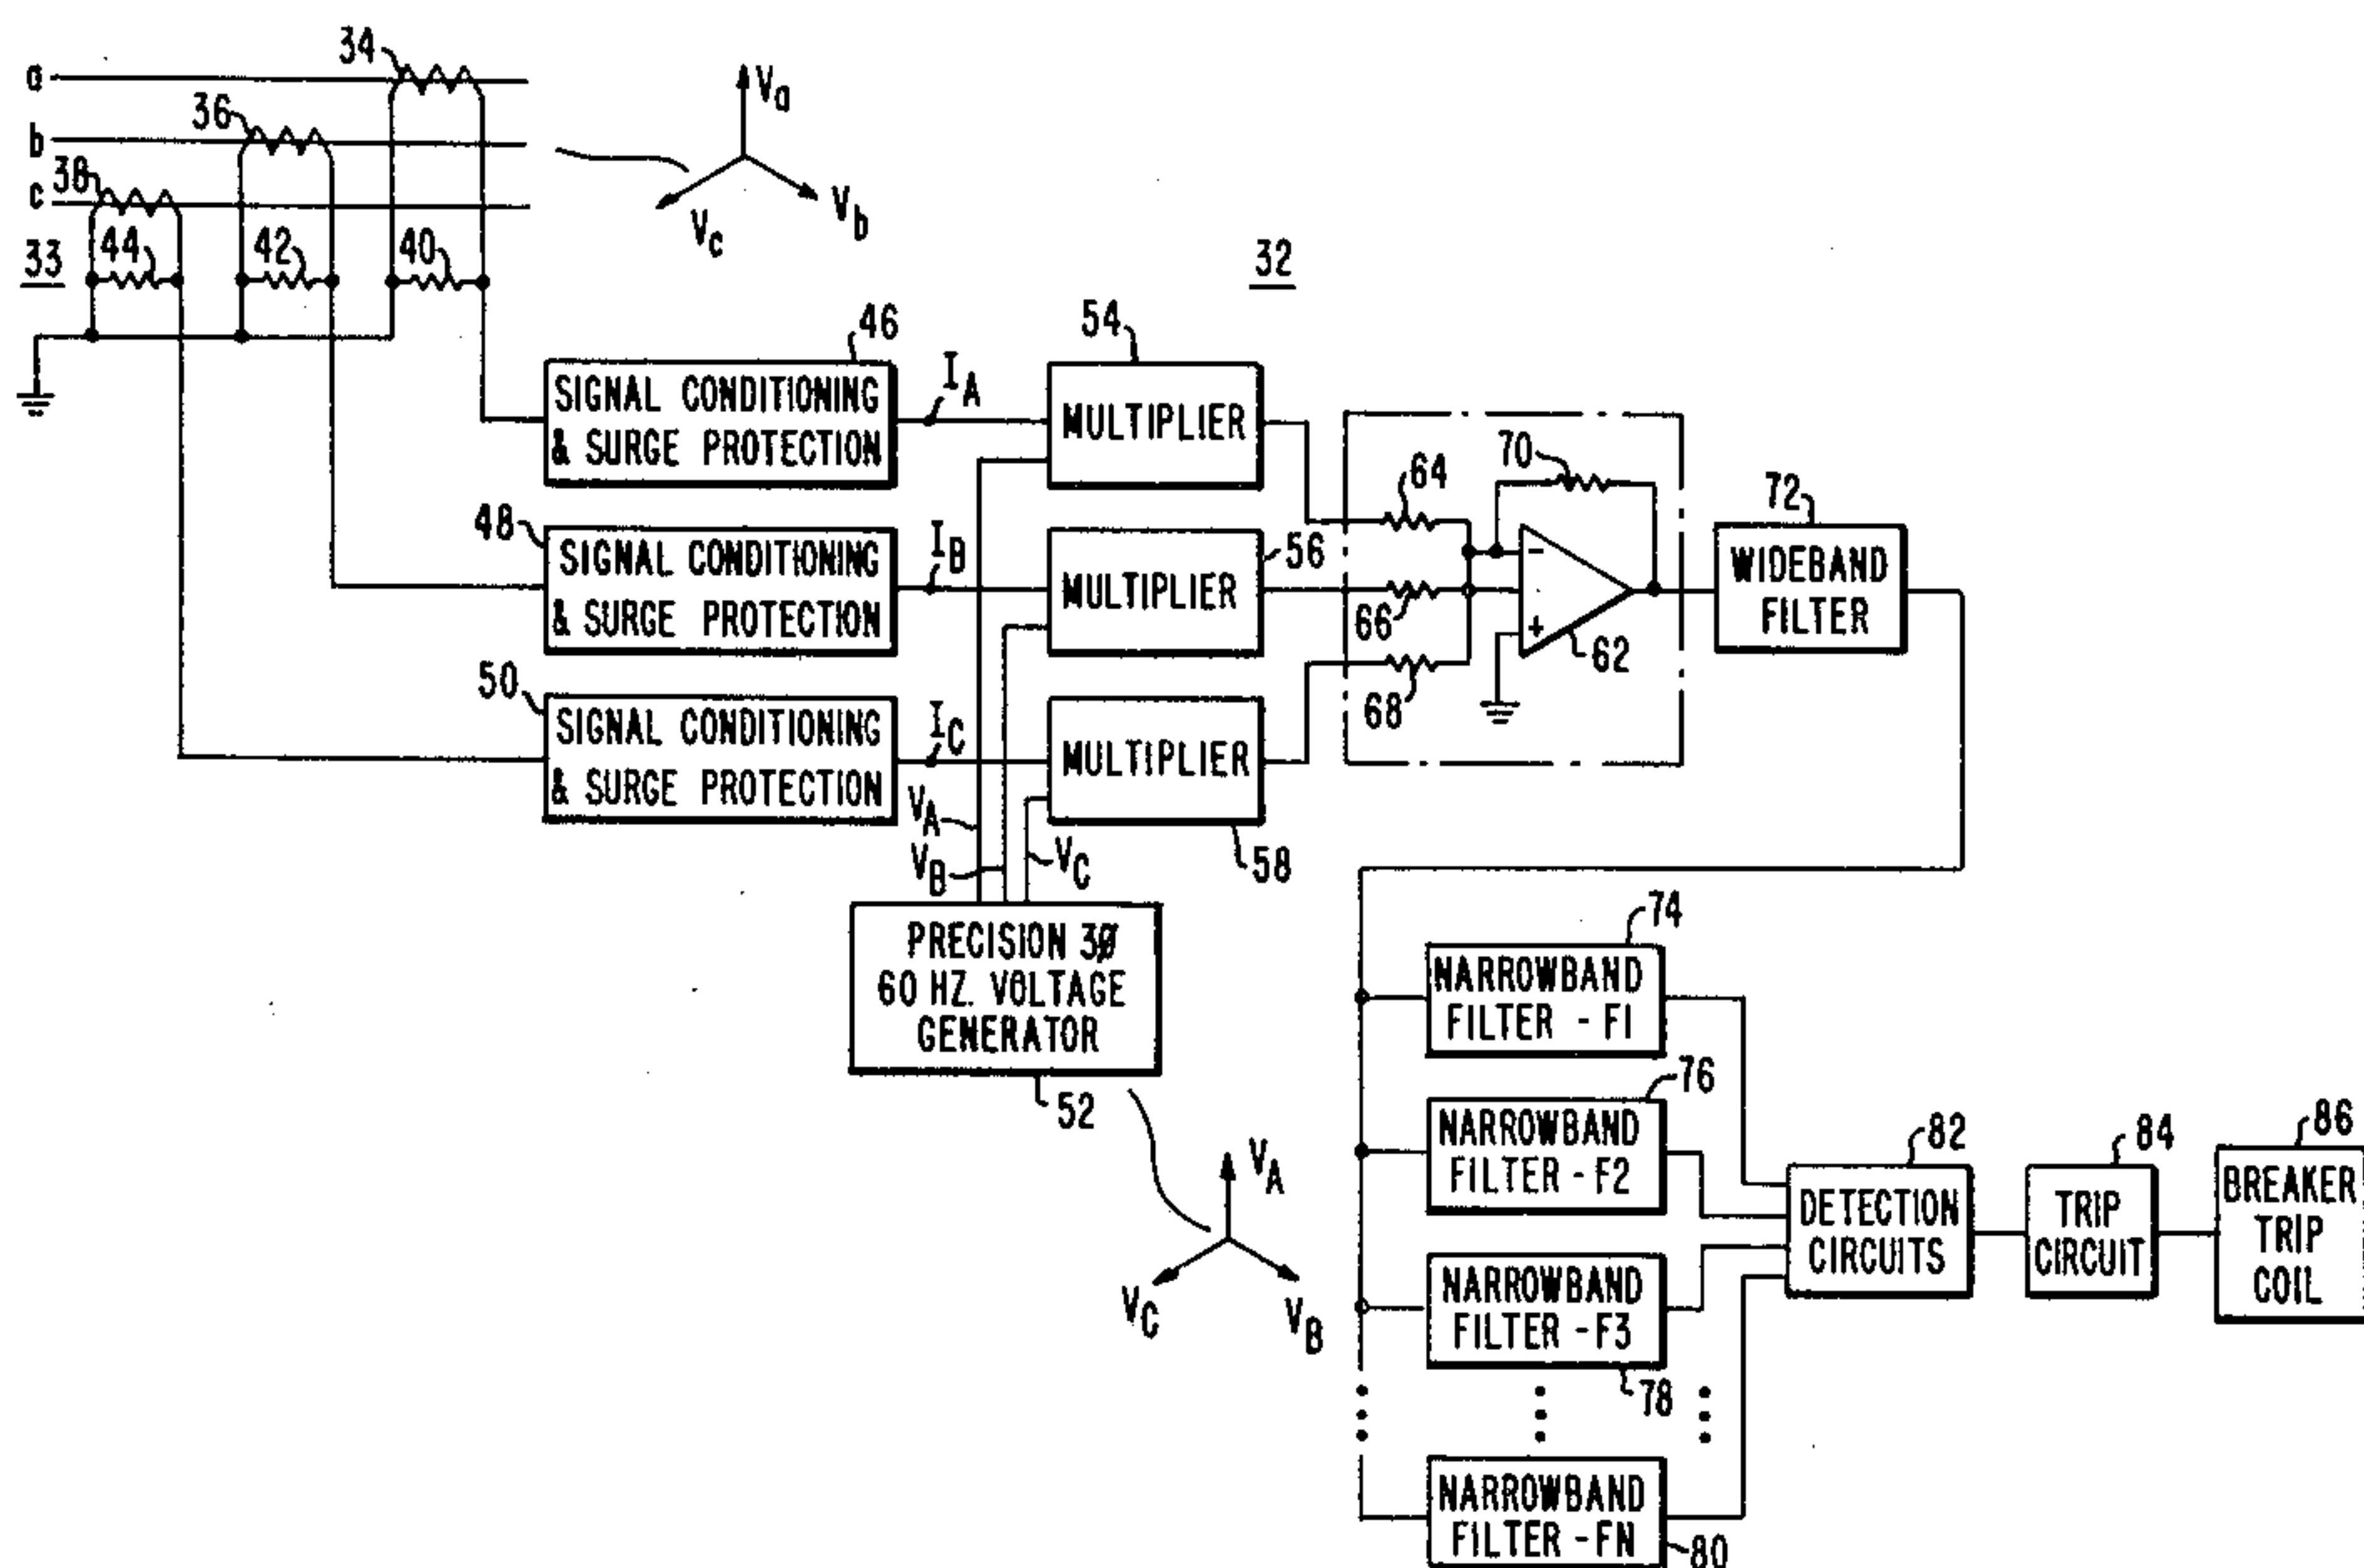 a
34
36
b
38
c
33
44
42
40
Va
Vb
Vc
32
46
SIGNAL CONDITIONING
& SURGE PROTECTION
IA
54
MULTIPLIER
48
SIGNAL CONDITIONING
& SURGE PROTECTION
IB
MULTIPLIER
56
50
SIGNAL CONDITIONING
& SURGE PROTECTION
IC
MULTIPLIER
58
64
66
68
70
-
+
62
72
WIDEBAND
FILTER
VA
VB
VC
PRECISION 3Ø
60 HZ. VOLTAGE
GENERATOR
52
VA
VB
VC
74
NARROWBAND
FILTER - F1
76
NARROWBAND
FILTER - F2
NARROWBAND
FILTER - F3
78
NARROWBAND
FILTER - FN
80
82
DETECTION
CIRCUITS
84
TRIP
CIRCUIT
86
BREAKER
TRIP
COIL